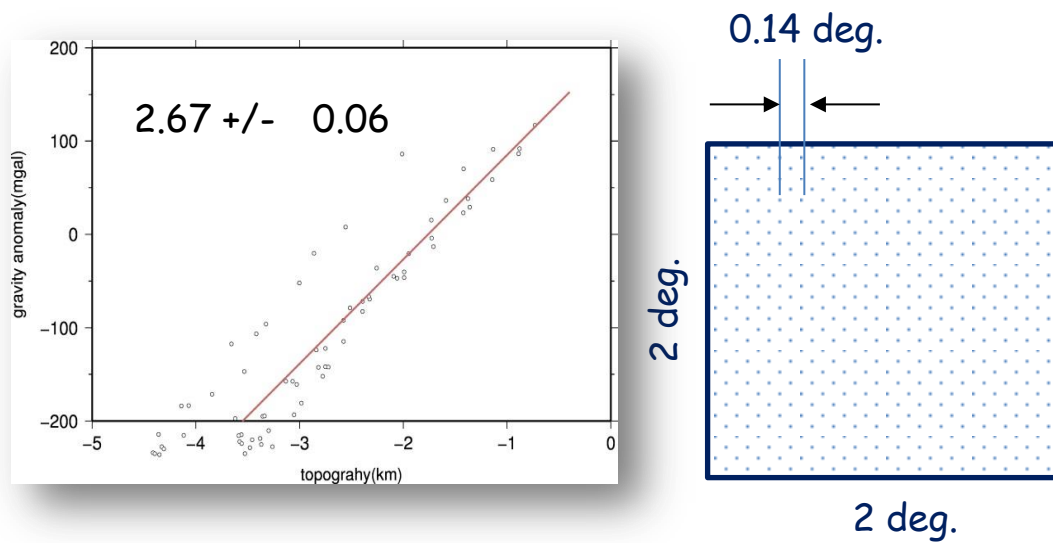 2.67 +/- 0.06
gravity anomaly(mgal)
200
100
0
−100
−200
−5 −4 −3 −2 −1 0
topograhy(km)
0.14 deg.
2 deg.
2 deg.